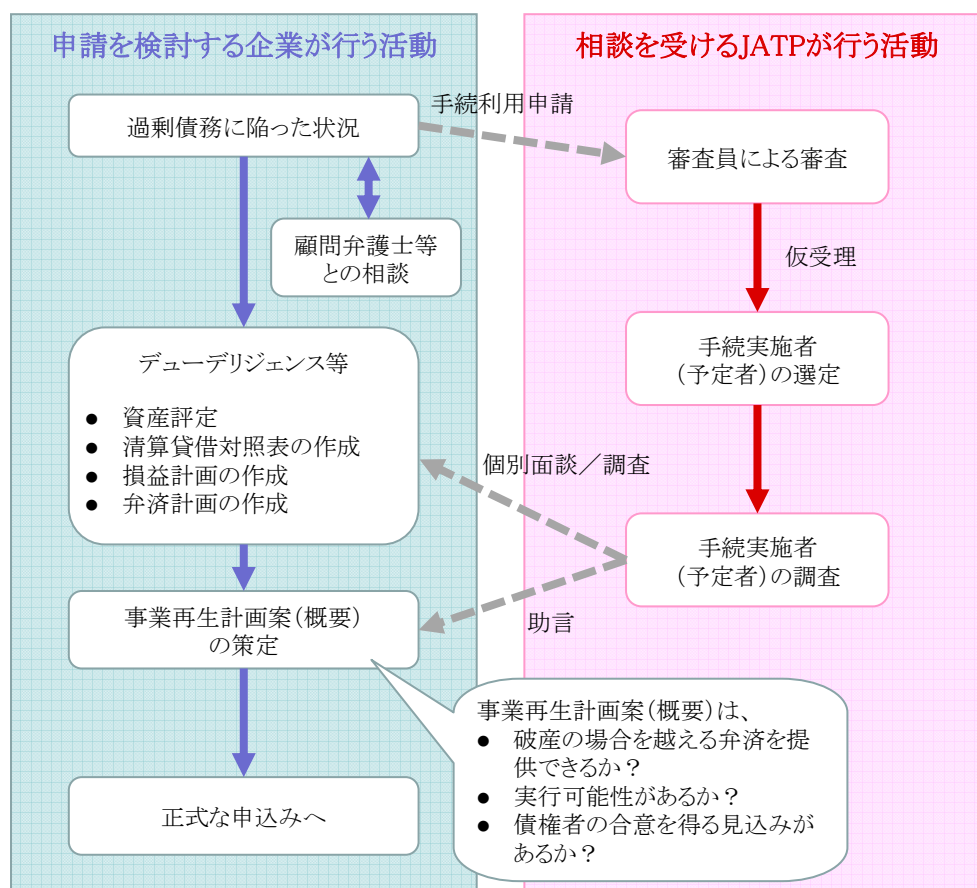 申請を検討する企業が行う活動
過剰債務に陥った状況
顧問弁護士等
との相談
デューデリジェンス等
● 資産評定
● 清算貸借対照表の作成
● 損益計画の作成
● 弁済計画の作成
事業再生計画案(概要)
の策定
正式な申込みへ
手続利用申請
個別面談／調査
助言
相談を受けるJATPが行う活動
審査員による審査
仮受理
手続実施者
(予定者)の選定
手続実施者
(予定者)の調査
事業再生計画案(概要)は、
● 破産の場合を越える弁済を提
供できるか？
● 実行可能性があるか？
● 債権者の合意を得る見込みが
あるか？